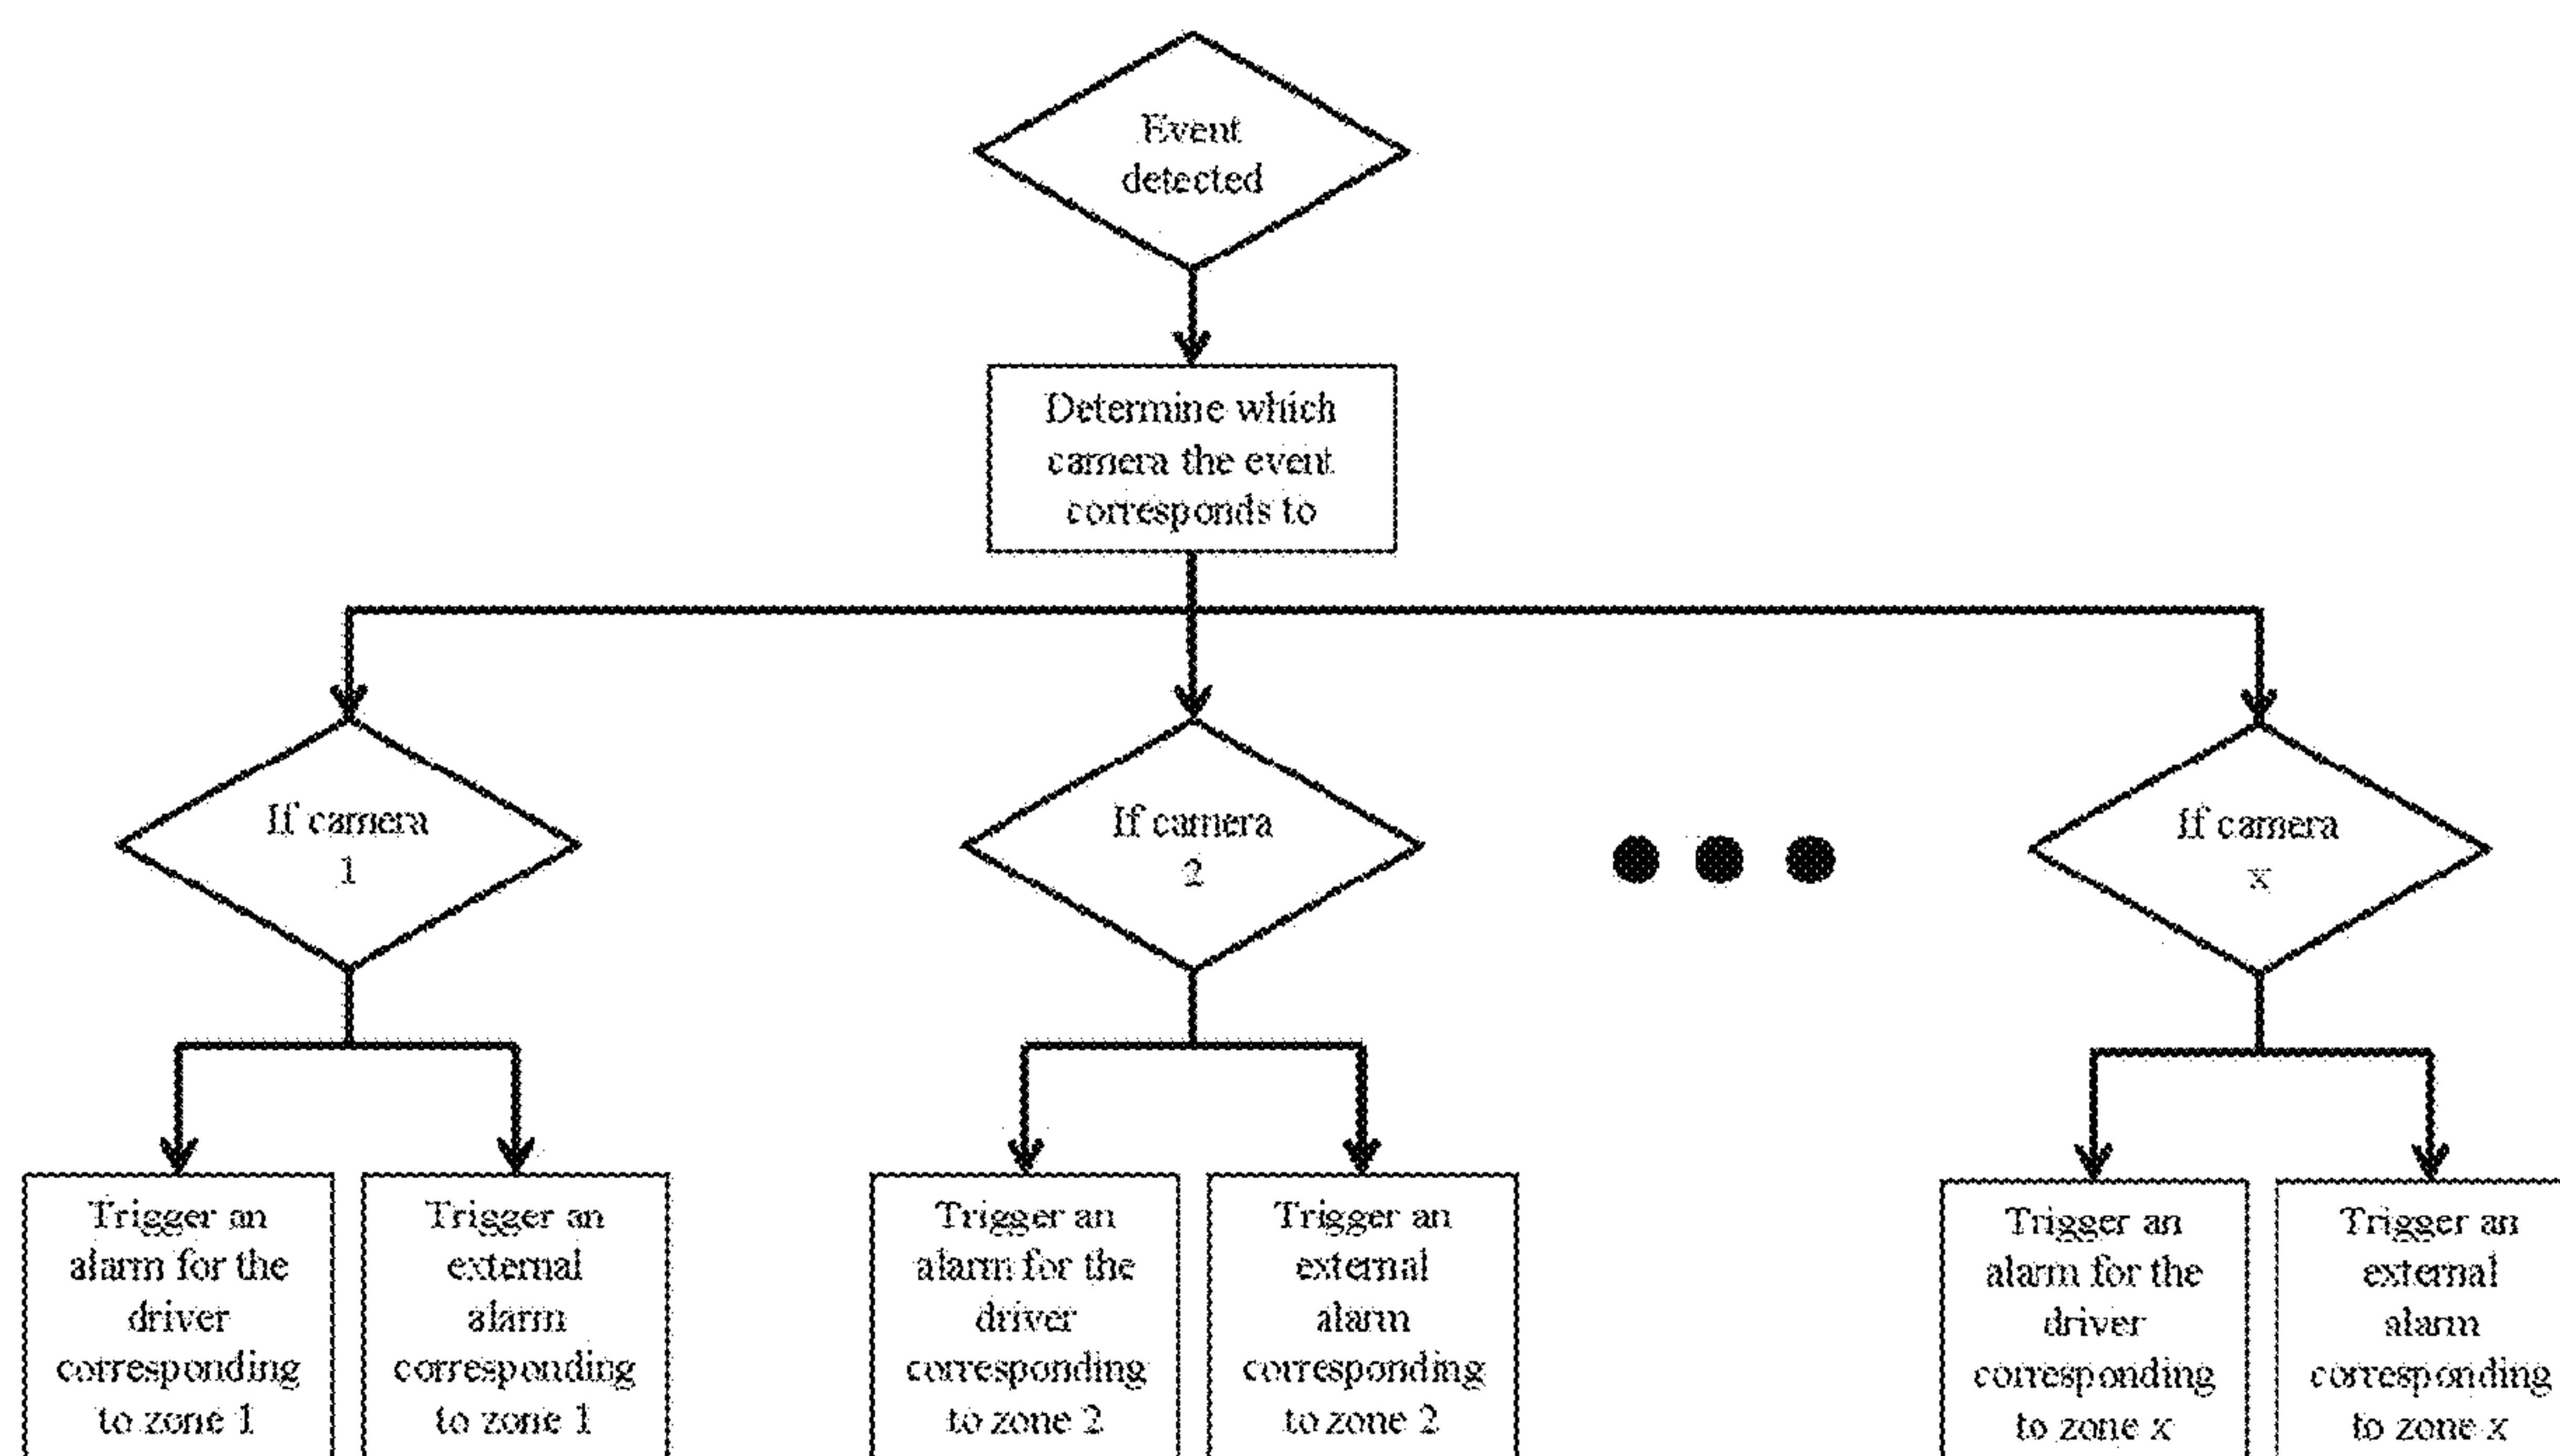 Event
detected
Determine which
camera the event
corresponds to
If camera
1
If camera
2
If camera
x
Trigger an
alarm for the
driver
corresponding
to zone 1
Trigger an
external
alarm
corresponding
to zone 1
Trigger an
alarm for the
driver
corresponding
to zone 2
Trigger an
external
alarm
corresponding
to zone 2
Trigger an
alarm for the
driver
corresponding
to zone x
Trigger an
external
alarm
corresponding
to zone x